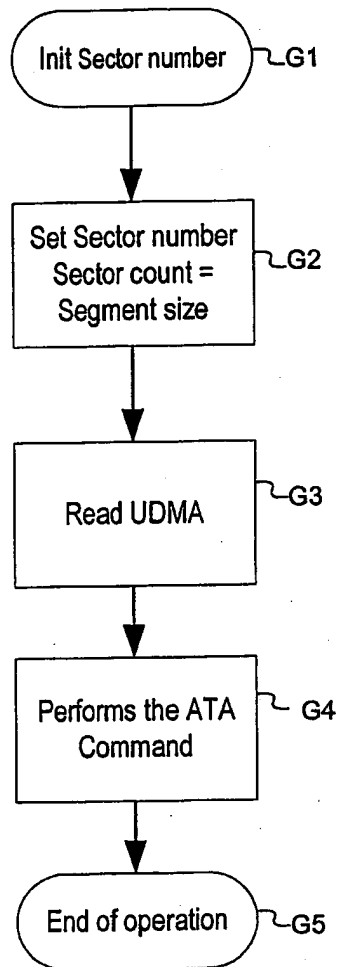 Init Sector number
G1
Set Sector number
Sector count =
Segment size
G2
Read UDMA
G3
Performs the ATA
Command
G4
End of operation
G5